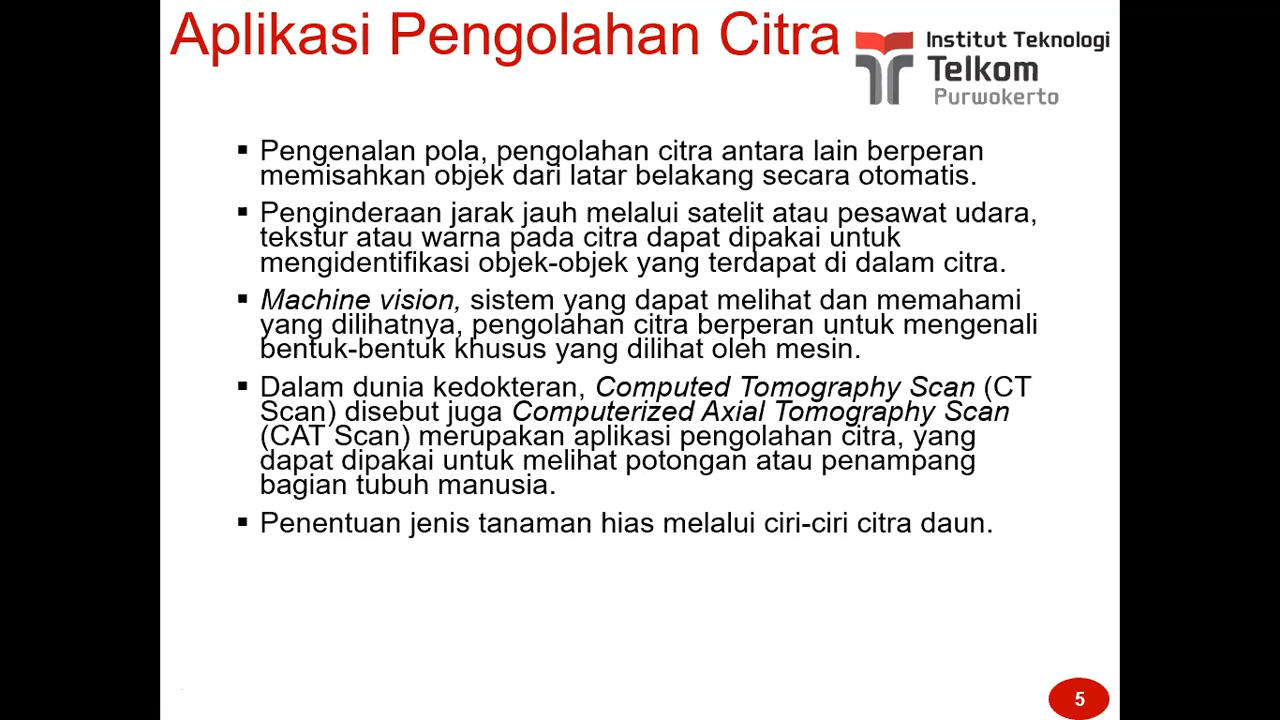 Aplikasi Pengolahan Citra
Institut Teknologi
Telkom
Purwokerto
▪ Pengenalan pola, pengolahan citra antara lain berperan
memisahkan objek dari latar belakang secara otomatis.
▪ Penginderaan jarak jauh melalui satelit atau pesawat udara,
tekstur atau warna pada citra dapat dipakai untuk
mengidentifikasi objek-objek yang terdapat di dalam citra.
▪ Machine vision, sistem yang dapat melihat dan memahami
yang dilihatnya, pengolahan citra berperan untuk mengenali
bentuk-bentuk khusus yang dilihat oleh mesin.
▪ Dalam dunia kedokteran, Computed Tomography Scan (CT
Scan) disebut juga Computerized Axial Tomography Scan
(CAT Scan) merupakan aplikasi pengolahan citra, yang
dapat dipakai untuk melihat potongan atau penampang
bagian tubuh manusia.
▪ Penentuan jenis tanaman hias melalui ciri-ciri citra daun.
5